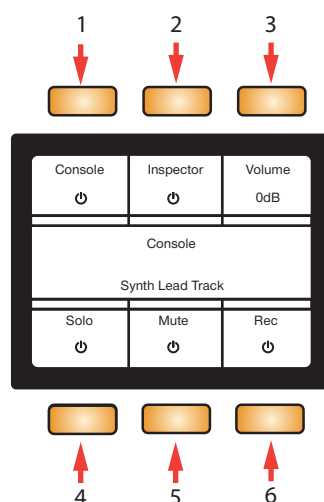 1 2 3
Console Inspector Volume
0dB
Console
Synth Lead Track
Solo Mute Rec
4 5 6